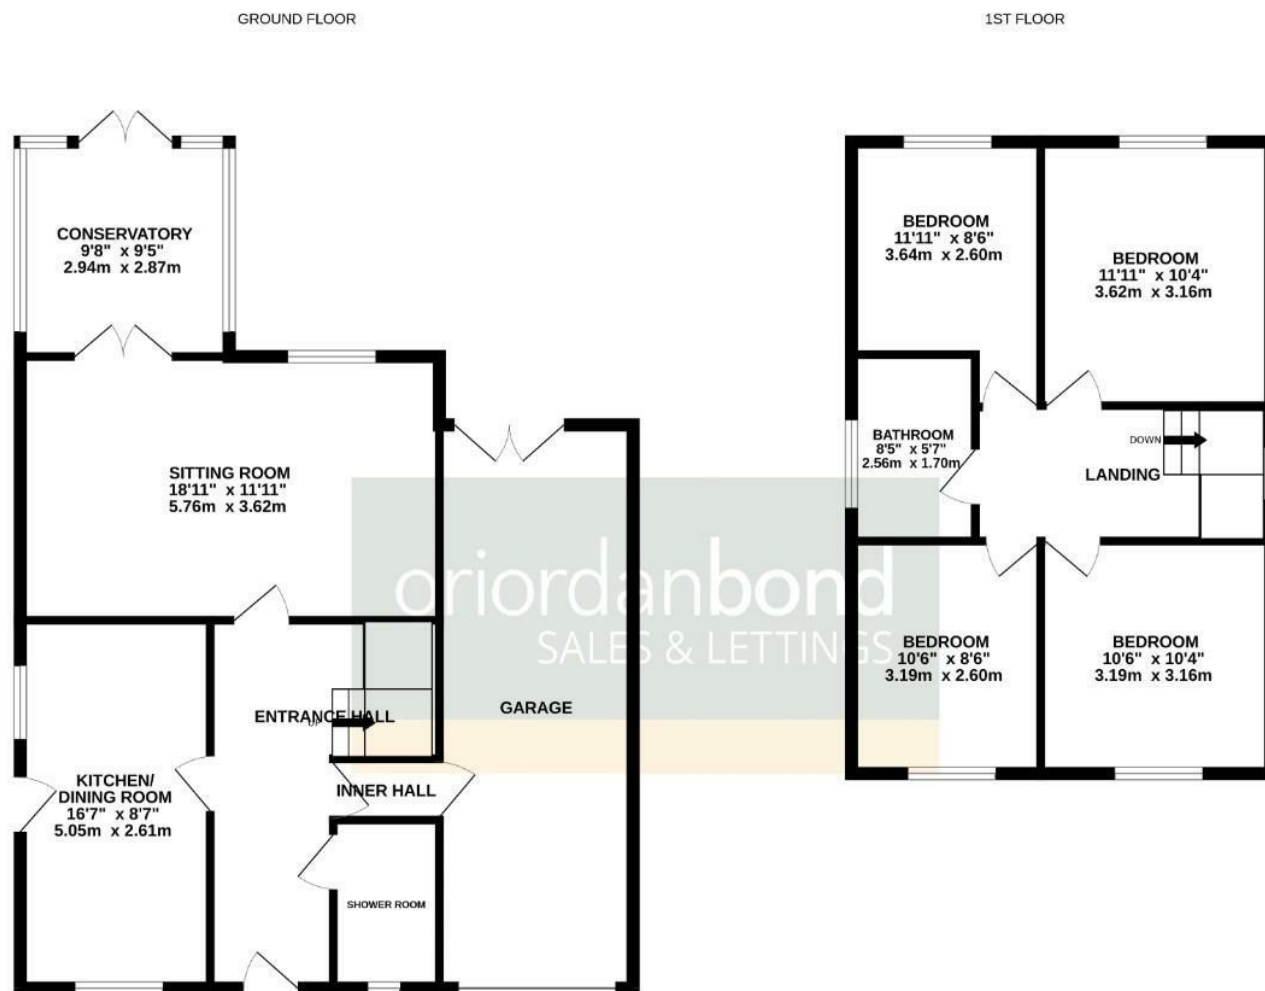 GROUND FLOOR
1ST FLOOR
CONSERVATORY
9'8" x 9'5"
2.94m x 2.87m
SITTING ROOM
18'11" x 11'11"
5.76m x 3.62m
KITCHEN/
DINING ROOM
16'7" x 8'7"
5.05m x 2.61m
ENTRANCE HALL
UP
INNER HALL
SHOWER ROOM
GARAGE
oriordanbond
SALES & LETTINGS
BEDROOM
11'11" x 8'6"
3.64m x 2.60m
BEDROOM
11'11" x 10'4"
3.62m x 3.16m
BATHROOM
8'5" x 5'7"
2.56m x 1.70m
DOWN
LANDING
BEDROOM
10'6" x 8'6"
3.19m x 2.60m
BEDROOM
10'6" x 10'4"
3.19m x 3.16m